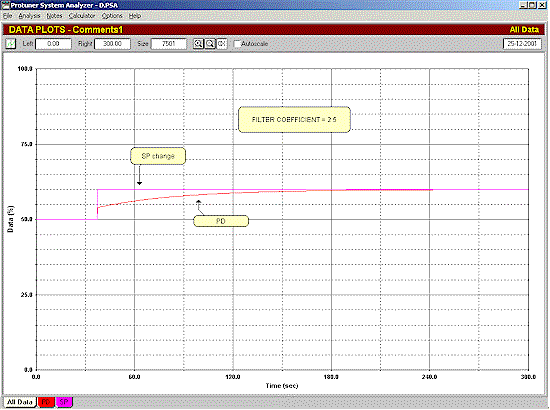 Protuner System Analyzer - D.PSA
File Analysis Notes Calculator Options Help
DATA PLOTS - Comments1 All Data
Left 0.00 Right 300.00 Size 7501 Autoscale 25-12-2001
100.0
FILTER COEFFICIENT = 2.5
75.0
SP change
50.0
PD
Data (%)
25.0
0.0
0.0 60.0 120.0 180.0 240.0 300.0
Time (sec)
All Data PD SP